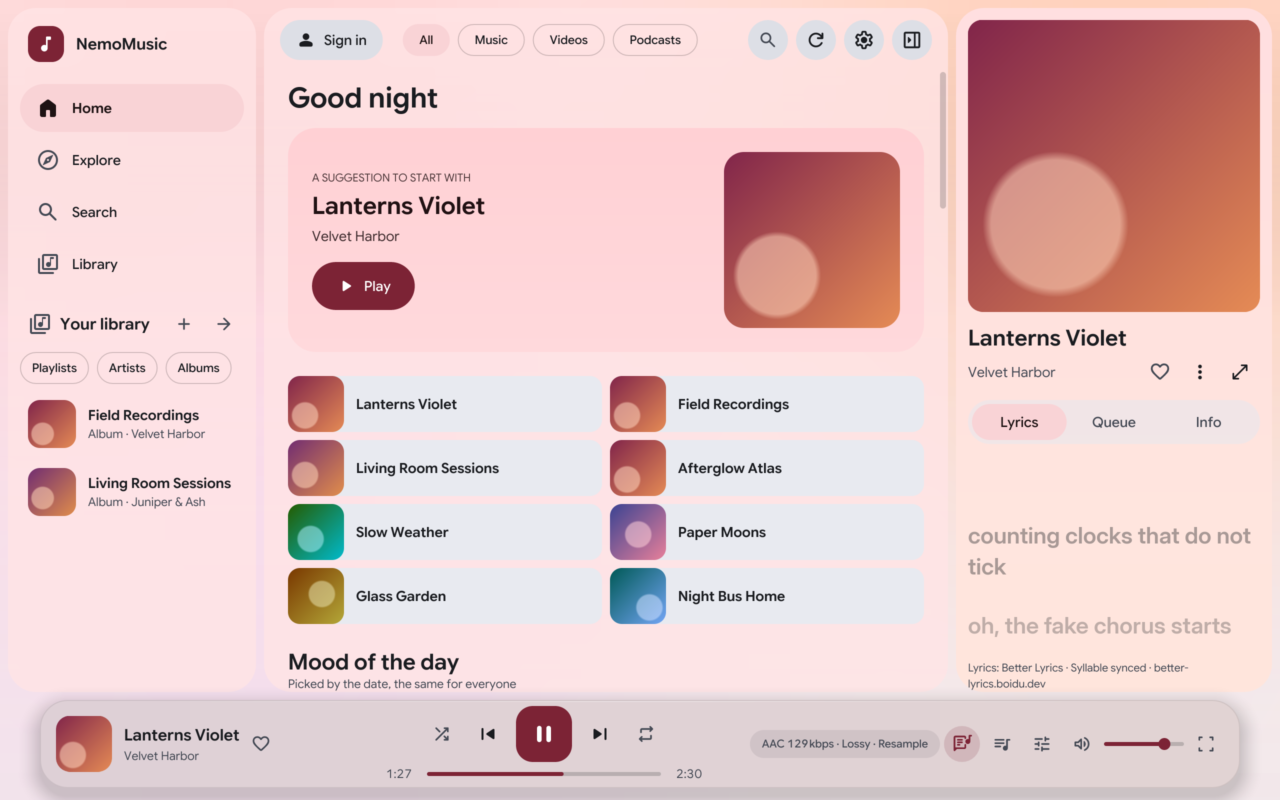 NemoMusic
Home
Explore
Search
Library
Your library
Playlists
Artists
Albums
Field Recordings
Album · Velvet Harbor
Living Room Sessions
Album · Juniper & Ash
Sign in
All
Music
Videos
Podcasts
Good night
A SUGGESTION TO START WITH
Lanterns Violet
Velvet Harbor
Play
Lanterns Violet
Field Recordings
Living Room Sessions
Afterglow Atlas
Slow Weather
Paper Moons
Glass Garden
Night Bus Home
Mood of the day
Picked by the date, the same for everyone
Lanterns Violet
Velvet Harbor
Lyrics
Queue
Info
counting clocks that do not
tick
oh, the fake chorus starts
Lyrics: Better Lyrics · Syllable synced · better-
lyrics.boidu.dev
Lanterns Violet
Velvet Harbor
1:27
2:30
AAC 129 kbps · Lossy · Resample